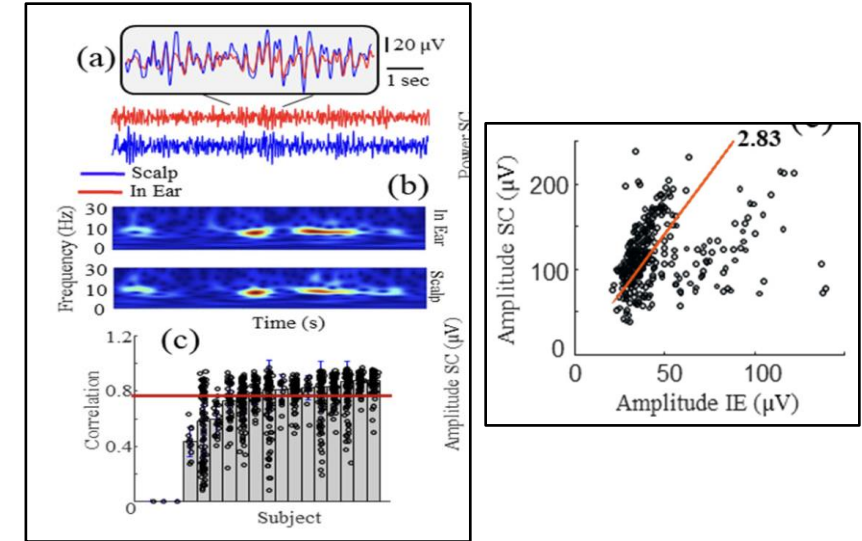 (a)
20 µV
1 sec
Power SC
Scalp
In Ear
(b)
Frequency (Hz)
30
10
0
In Ear
30
10
0
Scalp
Time (s)
(c)
1.2
0.8
0.4
0
Correlation
Subject
Amplitude SC (µV)
2.83
Amplitude SC (µV)
200
100
0
0
50
100
Amplitude IE (µV)